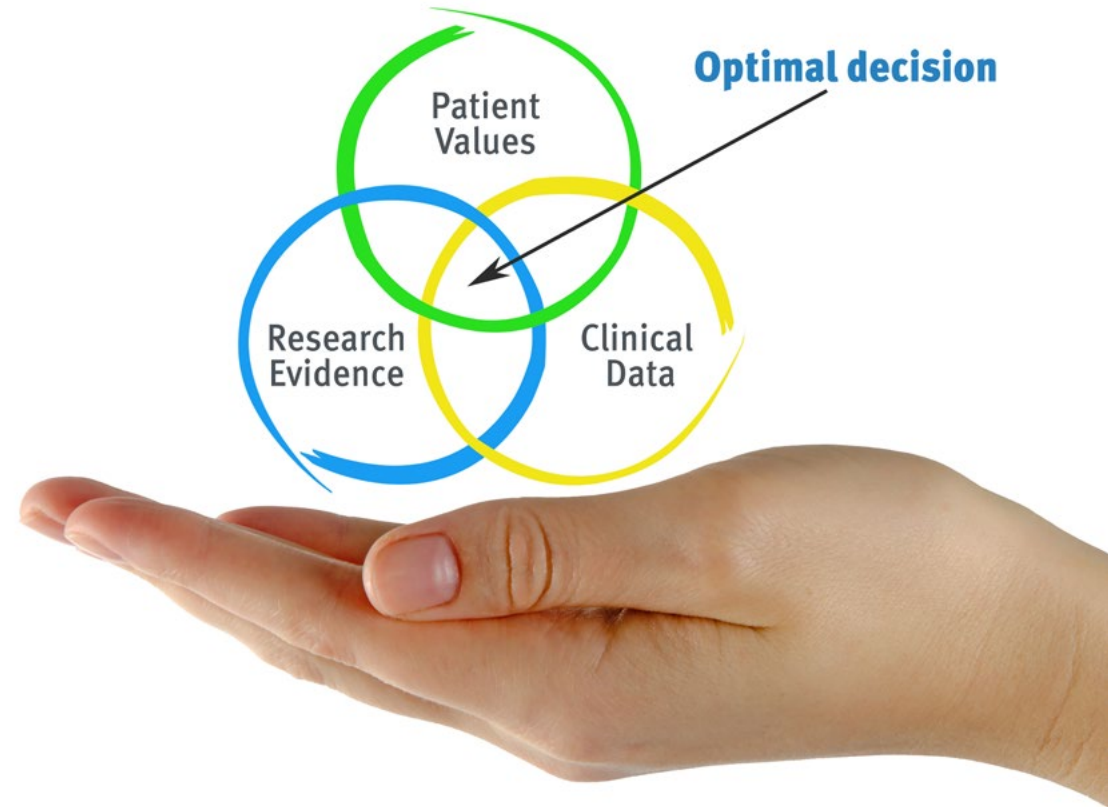 Optimal decision
Patient
Values
Research
Evidence
Clinical
Data